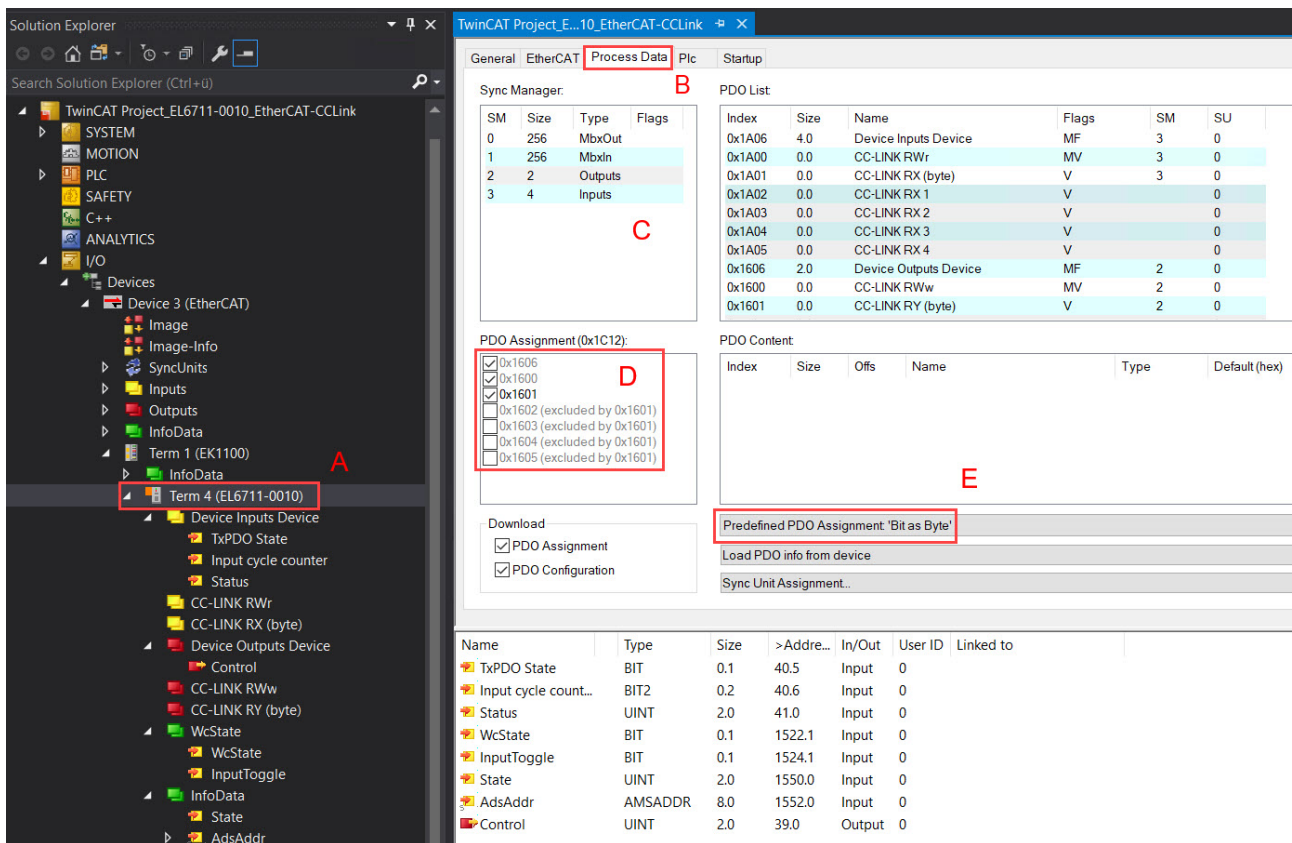 Solution Explorer
Search Solution Explorer (Ctrl+ü)
TwinCAT Project_EL6711-0010_EtherCAT-CCLink
SYSTEM
MOTION
PLC
SAFETY
C++
ANALYTICS
I/O
Devices
Device 3 (EtherCAT)
Image
Image-Info
SyncUnits
Inputs
Outputs
InfoData
Term 1 (EK1100)
A
InfoData
Term 4 (EL6711-0010)
Device Inputs Device
TxPDO State
Input cycle counter
Status
CC-LINK RWr
CC-LINK RX (byte)
Device Outputs Device
Control
CC-LINK RWw
CC-LINK RY (byte)
WcState
WcState
InputToggle
InfoData
State
AdsAddr
TwinCAT Project_E...10_EtherCAT-CCLink
General EtherCAT Process Data Plc Startup
B
Sync Manager:
SM Size Type Flags
0 256 MbxOut
1 256 MbxIn
2 2 Outputs
3 4 Inputs
C
PDO List:
Index Size Name Flags SM SU
0x1A06 4.0 Device Inputs Device MF 3 0
0x1A00 0.0 CC-LINK RWr MV 3 0
0x1A01 0.0 CC-LINK RX (byte) V 3 0
0x1A02 0.0 CC-LINK RX 1 V 0
0x1A03 0.0 CC-LINK RX 2 V 0
0x1A04 0.0 CC-LINK RX 3 V 0
0x1A05 0.0 CC-LINK RX 4 V 0
0x1606 2.0 Device Outputs Device MF 2 0
0x1600 0.0 CC-LINK RWw MV 2 0
0x1601 0.0 CC-LINK RY (byte) V 2 0
PDO Assignment (0x1C12):
0x1606
D
0x1600
0x1601
0x1602 (excluded by 0x1601)
0x1603 (excluded by 0x1601)
0x1604 (excluded by 0x1601)
0x1605 (excluded by 0x1601)
PDO Content:
Index Size Offs Name Type Default (hex)
E
Download
PDO Assignment
PDO Configuration
Predefined PDO Assignment: 'Bit as Byte'
Load PDO info from device
Sync Unit Assignment...
Name Type Size >Addre... In/Out User ID Linked to
TxPDO State BIT 0.1 40.5 Input 0
Input cycle count... BIT2 0.2 40.6 Input 0
Status UINT 2.0 41.0 Input 0
WcState BIT 0.1 1522.1 Input 0
InputToggle BIT 0.1 1524.1 Input 0
State UINT 2.0 1550.0 Input 0
AdsAddr AMSADDR 8.0 1552.0 Input 0
Control UINT 2.0 39.0 Output 0